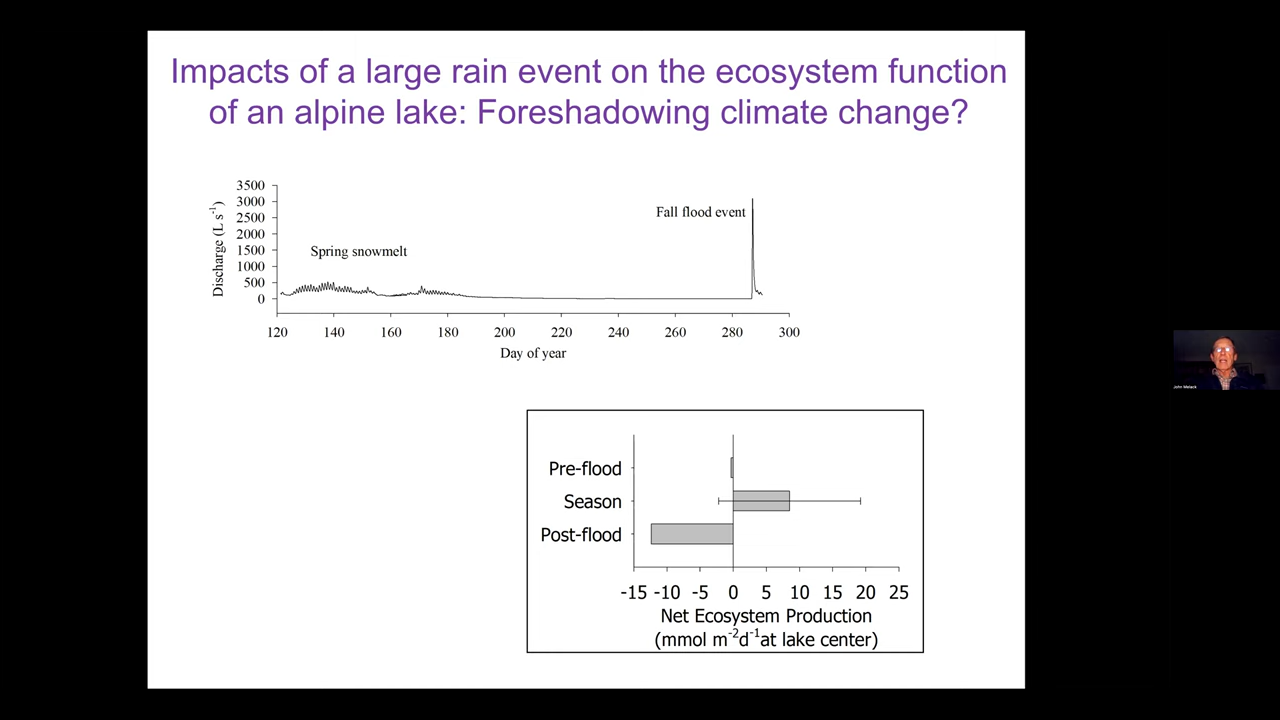 Impacts of a large rain event on the ecosystem function
of an alpine lake: Foreshadowing climate change?
3500
3000
2500
2000
1500
1000
500
0
Discharge (L s-1)
Spring snowmelt
Fall flood event
120 140 160 180 200 220 240 260 280 300
Day of year
Pre-flood
Season
Post-flood
-15 -10 -5 0 5 10 15 20 25
Net Ecosystem Production
(mmol m-2d-1at lake center)
John Melack